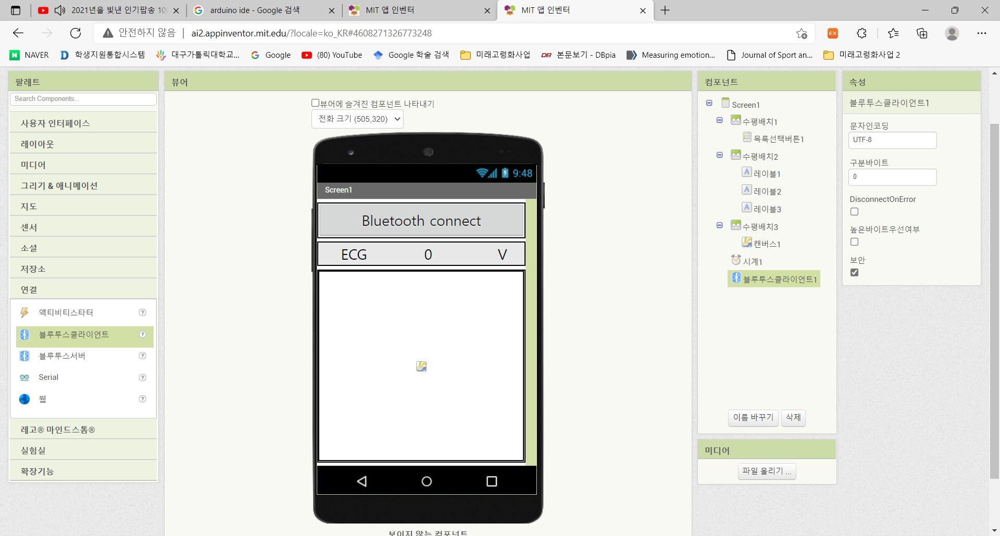 2021년을 빛낸 인기팝송 10
arduino ide - Google 검색
MIT 앱 인벤터
MIT 앱 인벤터
안전하지 않음 | ai2.appinventor.mit.edu/?locale=ko_KR#4608271326773248
NAVER 학생지원통합시스템 대구가톨릭대학교... Google (80) YouTube Google 학술 검색 미래고령화사업 본문보기 - DBpia Measuring emotion... Journal of Sport an... 미래고령화사업 2
팔레트
Search Components...
사용자 인터페이스
레이아웃
미디어
그리기 & 애니메이션
지도
센서
소셜
저장소
연결
액티비티스타터 ?
블루투스클라이언트 ?
블루투스서버 ?
Serial ?
웹 ?
레고® 마인드스톰®
실험실
확장기능
뷰어
뷰어에 숨겨진 컴포넌트 나타내기
전화 크기 (505,320)
9:48
Screen1
Bluetooth connect
ECG 0 V
보이지 않는 컴포넌트
컴포넌트
Screen1
수평배치1
목록선택버튼1
수평배치2
A 레이블1
A 레이블2
A 레이블3
수평배치3
캔버스1
시계1
블루투스클라이언트1
이름 바꾸기 삭제
미디어
파일 올리기 ...
속성
블루투스클라이언트1
문자인코딩
UTF-8
구분바이트
0
DisconnectOnError
높은바이트우선여부
보안